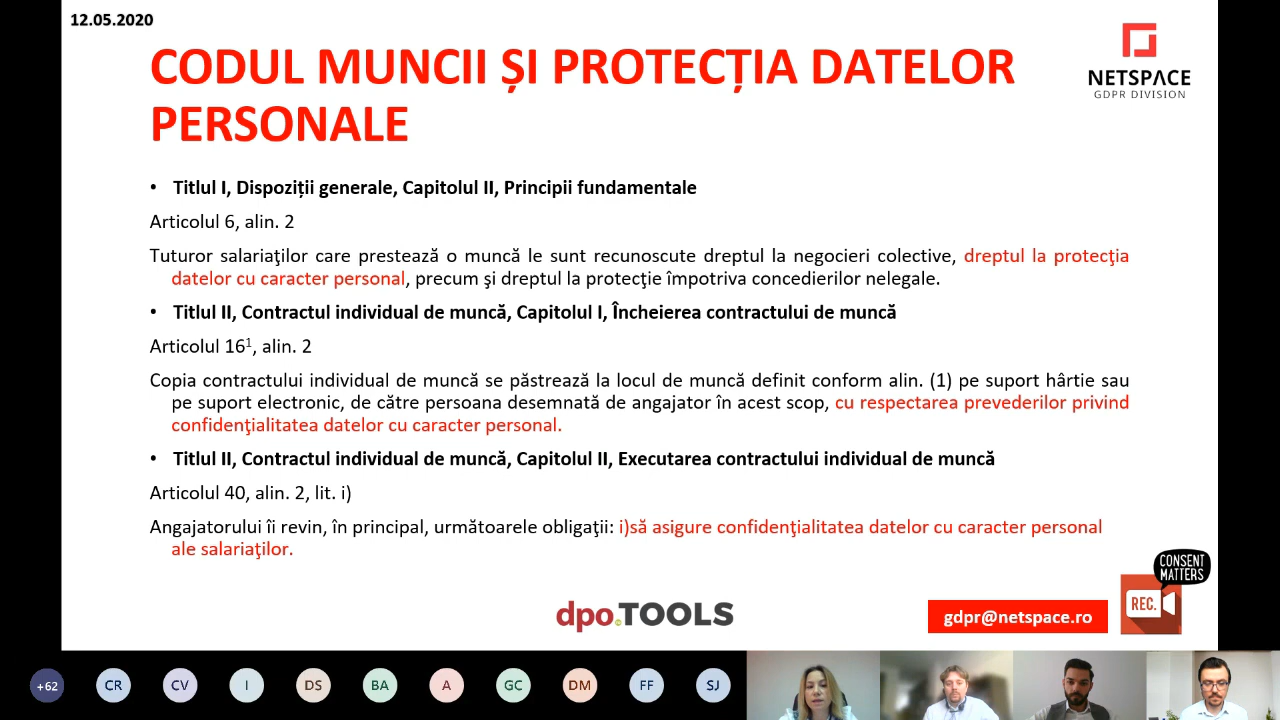 12.05.2020
CODUL MUNCII ȘI PROTECȚIA DATELOR
PERSONALE
NETSPACE
GDPR DIVISION
• Titlul I, Dispoziții generale, Capitolul II, Principii fundamentale
Articolul 6, alin. 2
Tuturor salariaţilor care prestează o muncă le sunt recunoscute dreptul la negocieri colective, dreptul la protecţia
datelor cu caracter personal, precum şi dreptul la protecţie împotriva concedierilor nelegale.
• Titlul II, Contractul individual de muncă, Capitolul I, Încheierea contractului de muncă
Articolul 16¹, alin. 2
Copia contractului individual de muncă se păstrează la locul de muncă definit conform alin. (1) pe suport hârtie sau
pe suport electronic, de către persoana desemnată de angajator în acest scop, cu respectarea prevederilor privind
confidenţialitatea datelor cu caracter personal.
• Titlul II, Contractul individual de muncă, Capitolul II, Executarea contractului individual de muncă
Articolul 40, alin. 2, lit. i)
Angajatorului îi revin, în principal, următoarele obligaţii: i)să asigure confidenţialitatea datelor cu caracter personal
ale salariaţilor.
CONSENT
MATTERS
REC.
dpo.TOOLS
gdpr@netspace.ro
+62 CR CV I DS BA A GC DM FF SJ